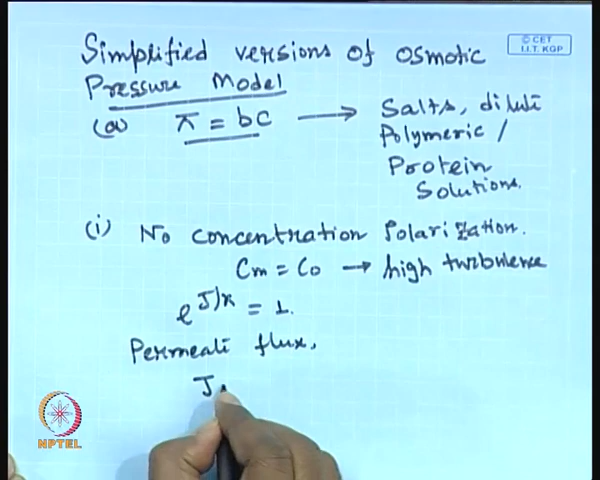 Simplified versions of osmotic
Pressure Model
(a) π = bc → Salts, dilute
Polymeric /
Protein
Solutions.
(i) No concentration Polarization.
Cm = Co → high turbulence
e^{J/k} = 1.
Permeate flux,
J
© CET
I.I.T. KGP
NPTEL